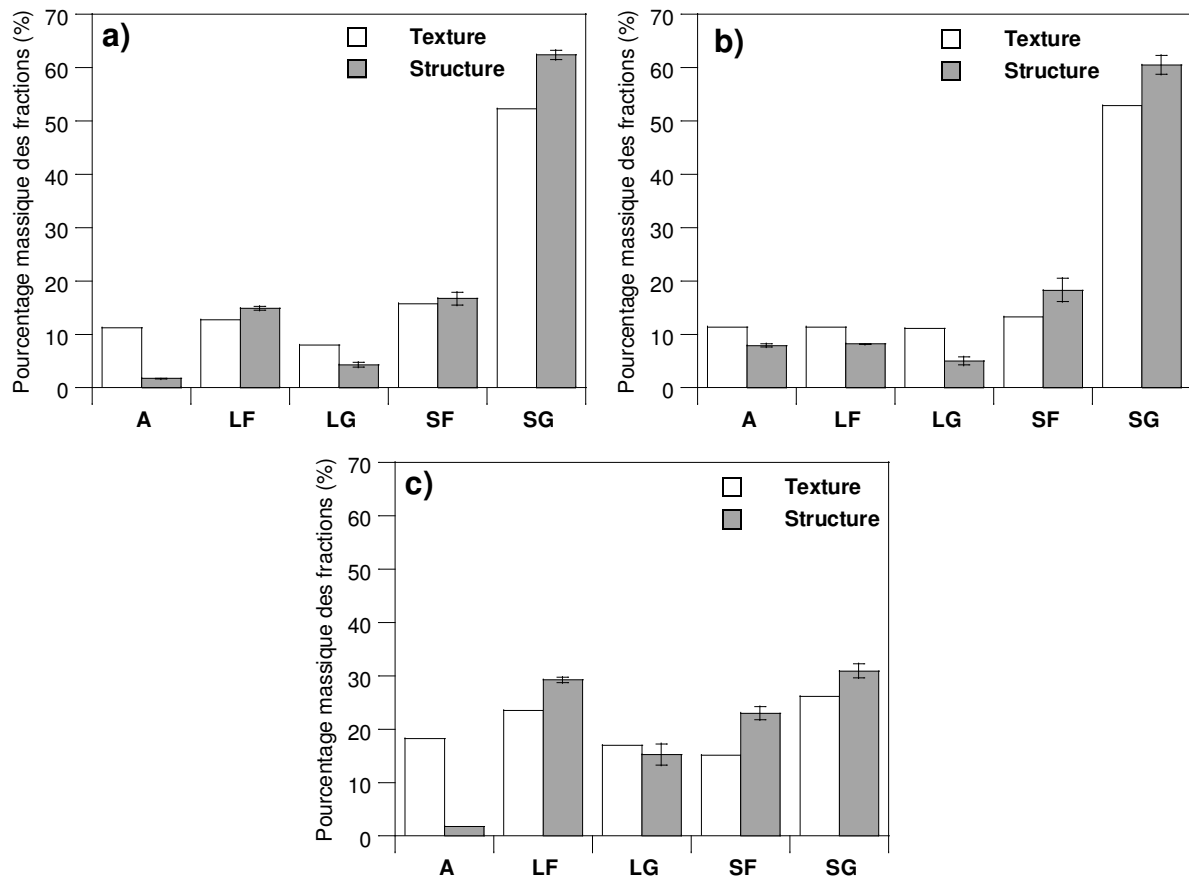 a)
Texture
Structure
Pourcentage massique des fractions (%)
70
60
50
40
30
20
10
0
A LF LG SF SG
b)
Texture
Structure
Pourcentage massique des fractions (%)
70
60
50
40
30
20
10
0
A LF LG SF SG
c)
Texture
Structure
Pourcentage massique des fractions (%)
70
60
50
40
30
20
10
0
A LF LG SF SG